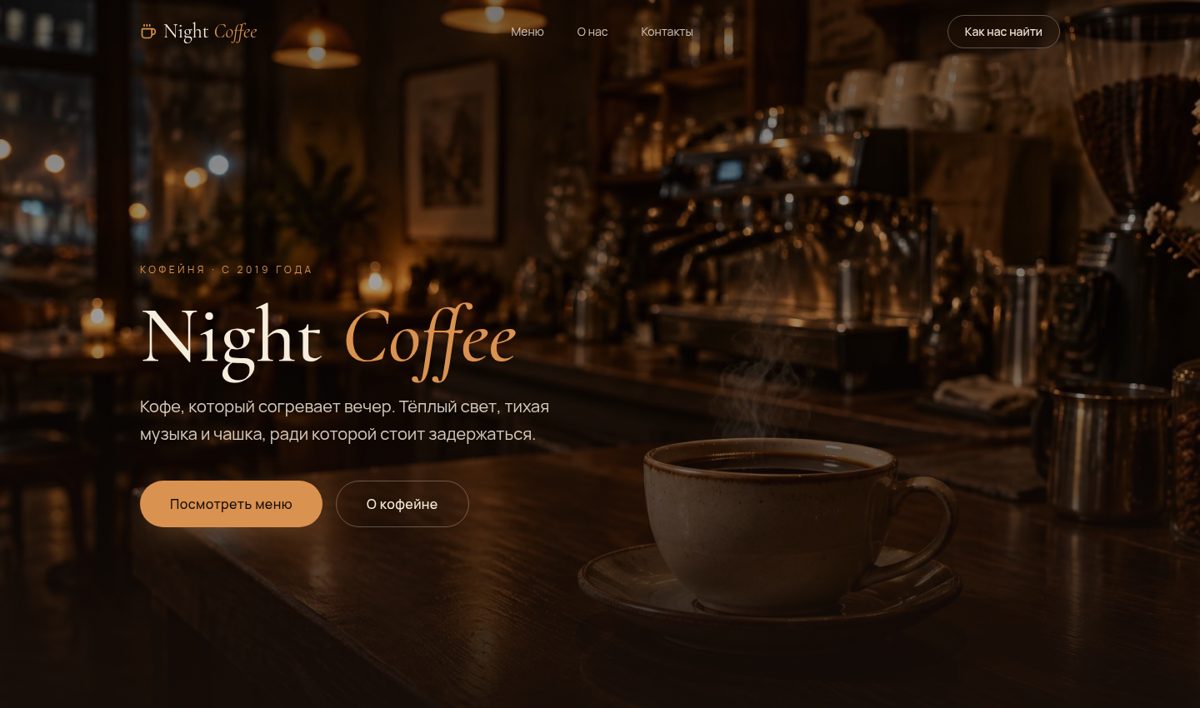 Night Coffee
Меню
О нас
Контакты
Как нас найти
КОФЕЙНЯ · С 2019 ГОДА
Night Coffee
Кофе, который согревает вечер. Тёплый свет, тихая
музыка и чашка, ради которой стоит задержаться.
Посмотреть меню
О кофейне